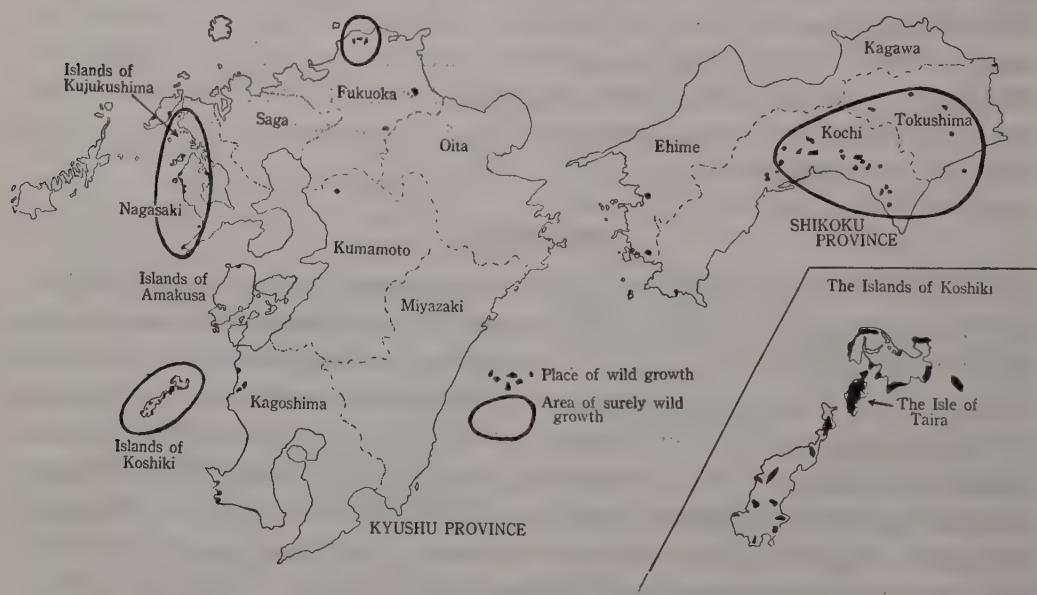 Islands of
Kujukushima
Fukuoka
Saga
Oita
Nagasaki
Kumamoto
Islands of
Amakusa
Miyazaki
Kagoshima
Islands of
Koshiki
KYUSHU PROVINCE
Place of wild growth
Area of surely wild
growth
Kagawa
Tokushima
Kochi
Ehime
SHIKOKU
PROVINCE
The Islands of Koshiki
The Isle of
Taira